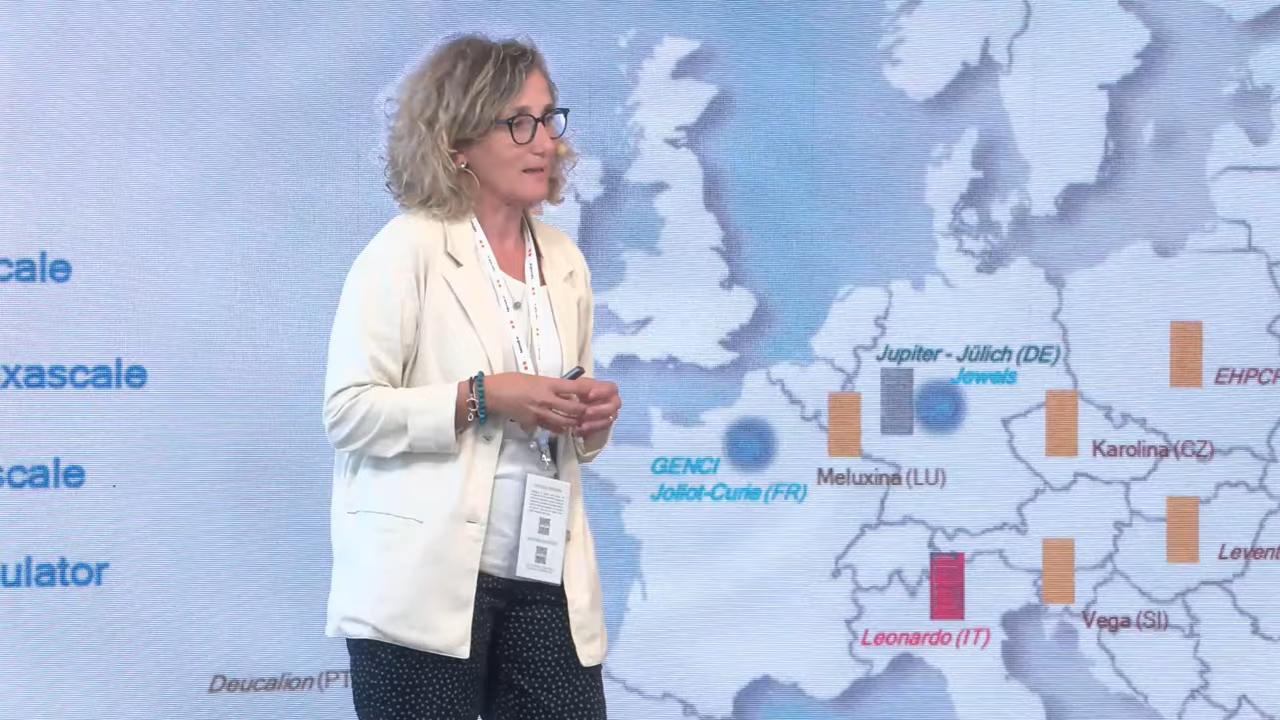 cale
xascale
scale
ulator
Deucalion (PT
GENCI
Joliot-Curie (FR)
Jupiter - Jülich (DE)
Jewels
Meluxina (LU)
Karolina (CZ)
EHPCP
Leonardo (IT)
Vega (SI)
Levent